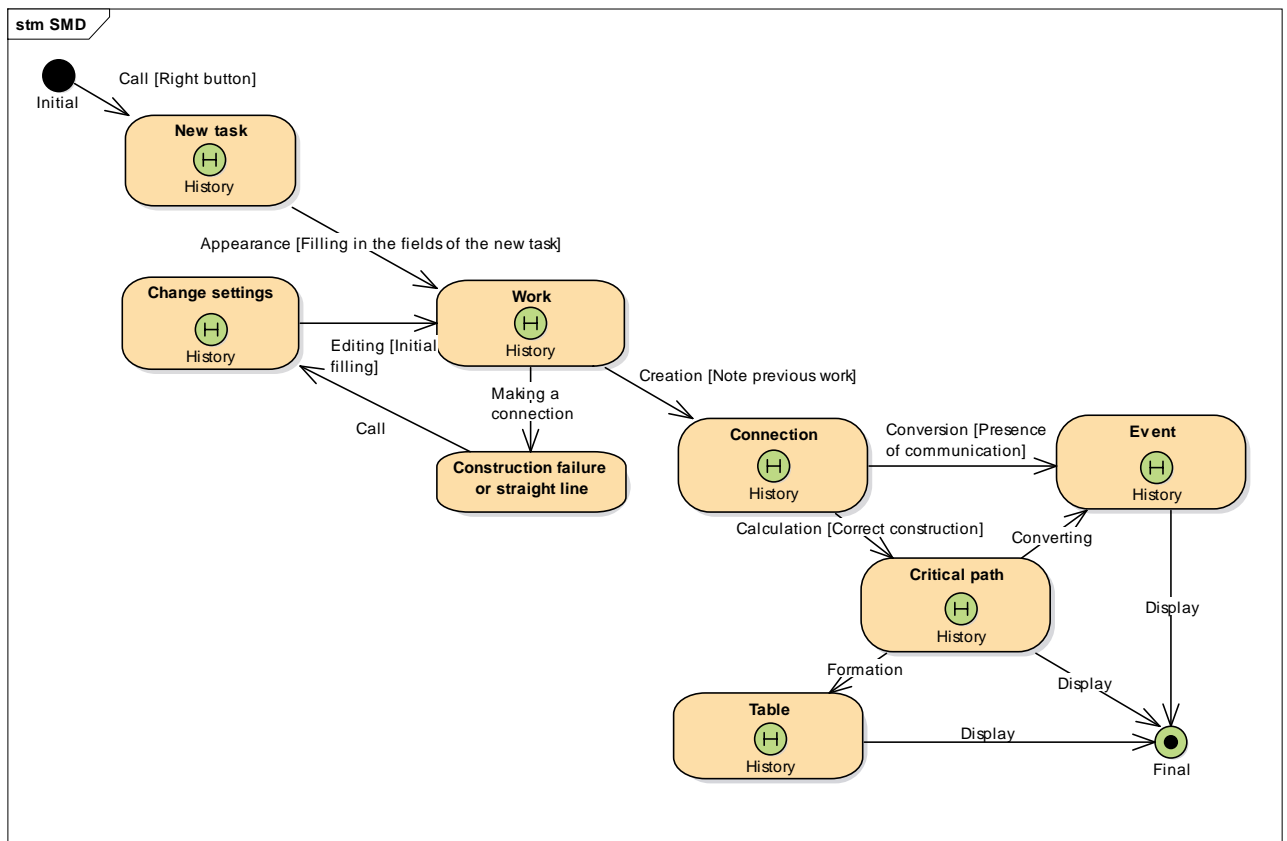 stm SMD
Call [Right button]
Initial
New task
H
History
Appearance [Filling in the fields of the new task]
Change settings
H
History
Work
H
History
Editing [Initial
filling]
Making a
connection
Creation [Note previous work]
Call
Construction failure
or straight line
Connection
H
History
Conversion [Presence
of communication]
Event
H
History
Calculation [Correct construction]
Converting
Critical path
H
History
Display
Formation
Display
Table
H
History
Display
Final